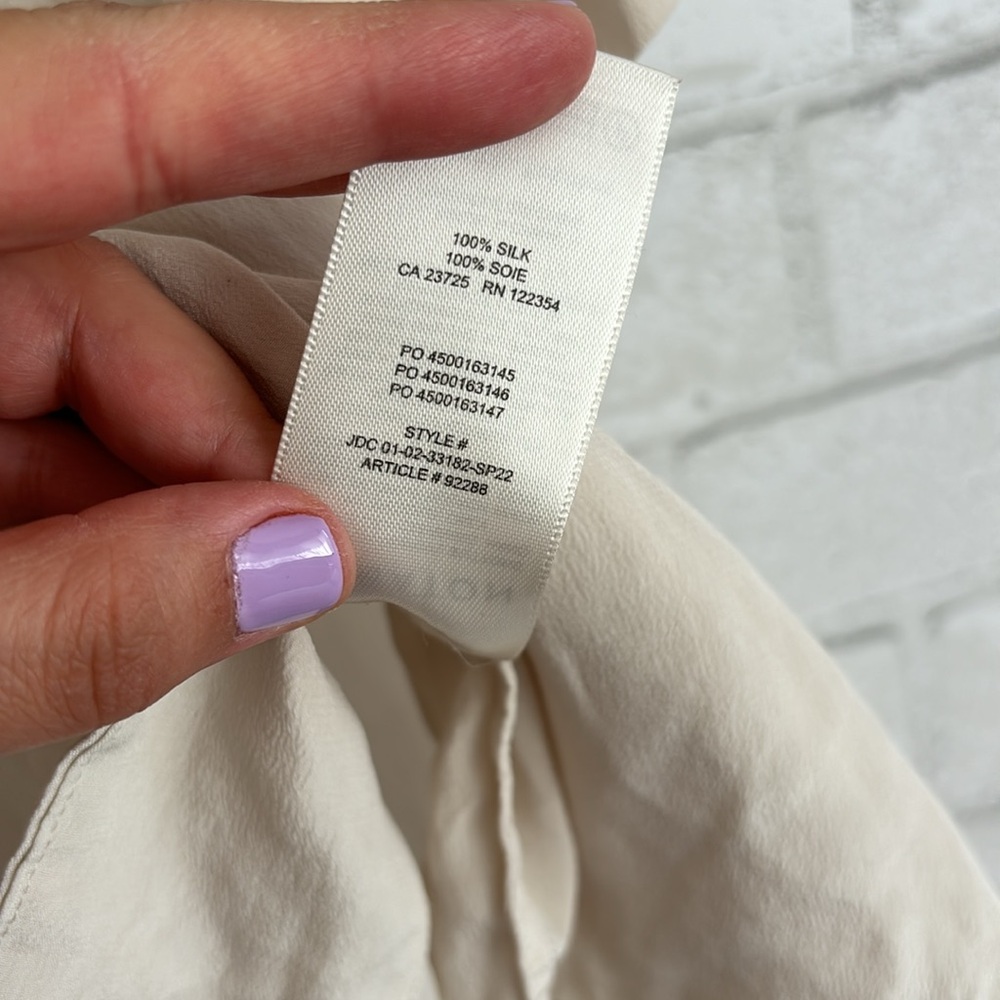 100% SILK
100% SOIE
CA 23725 RN 122354
PO 4500163145
PO 4500163146
PO 4500163147
STYLE #
JDC 01-02-33182-SP22
ARTICLE # 92288